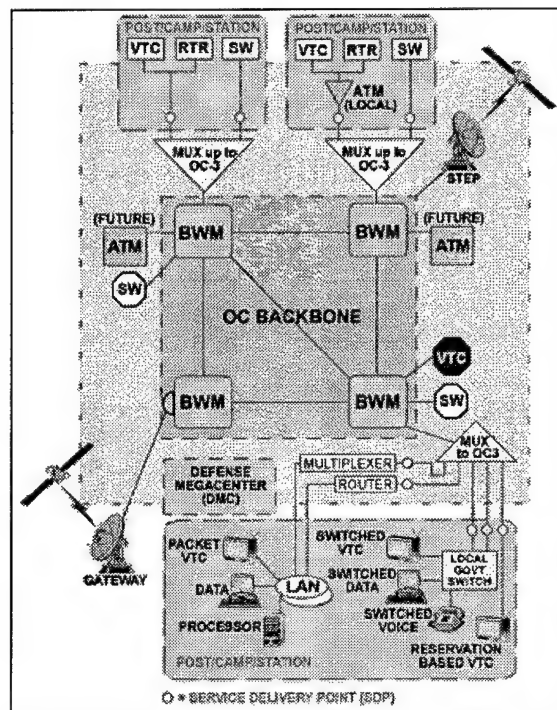 POST/CAMP/STATION
VTC RTR SW
POST/CAMP/STATION
VTC RTR SW
ATM
(LOCAL)
MUX up to
OC-3
MUX up to
OC-3
STEP
(FUTURE)
ATM
BWM
BWM
(FUTURE)
ATM
SW
OC BACKBONE
VTC
BWM
BWM
SW
MUX
to OC3
DEFENSE
MEGACENTER
(DMC)
MULTIPLEXER
ROUTER
GATEWAY
PACKET
VTC
DATA
PROCESSOR
LAN
SWITCHED
VTC
SWITCHED
DATA
SWITCHED
VOICE
LOCAL
GOVT
SWITCH
RESERVATION
BASED VTC
POST/CAMP/STATION
= SERVICE DELIVERY POINT (SDP)